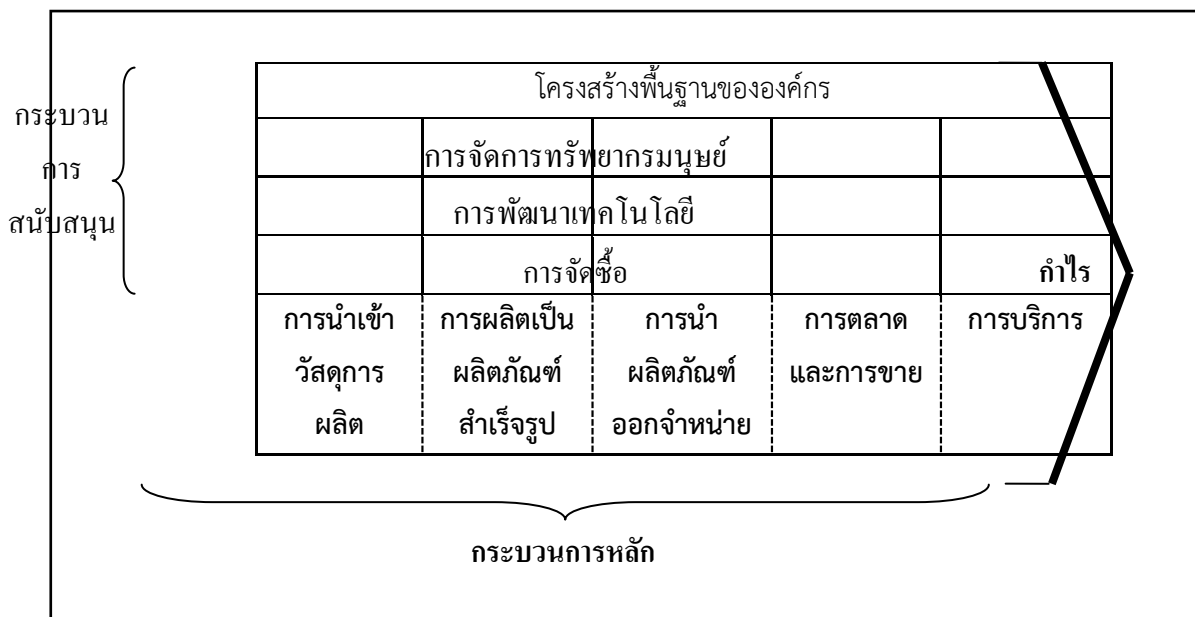 โครงสร้างพื้นฐานขององค์กร
กระบวน
การ
สนับสนุน
การจัดการทรัพยากรมนุษย์
การพัฒนาเทคโนโลยี
การจัดซื้อ
กำไร
การนำเข้า
วัสดุการ
ผลิต
การผลิตเป็น
ผลิตภัณฑ์
สำเร็จรูป
การนำ
ผลิตภัณฑ์
ออกจำหน่าย
การตลาด
และการขาย
การบริการ
กระบวนการหลัก